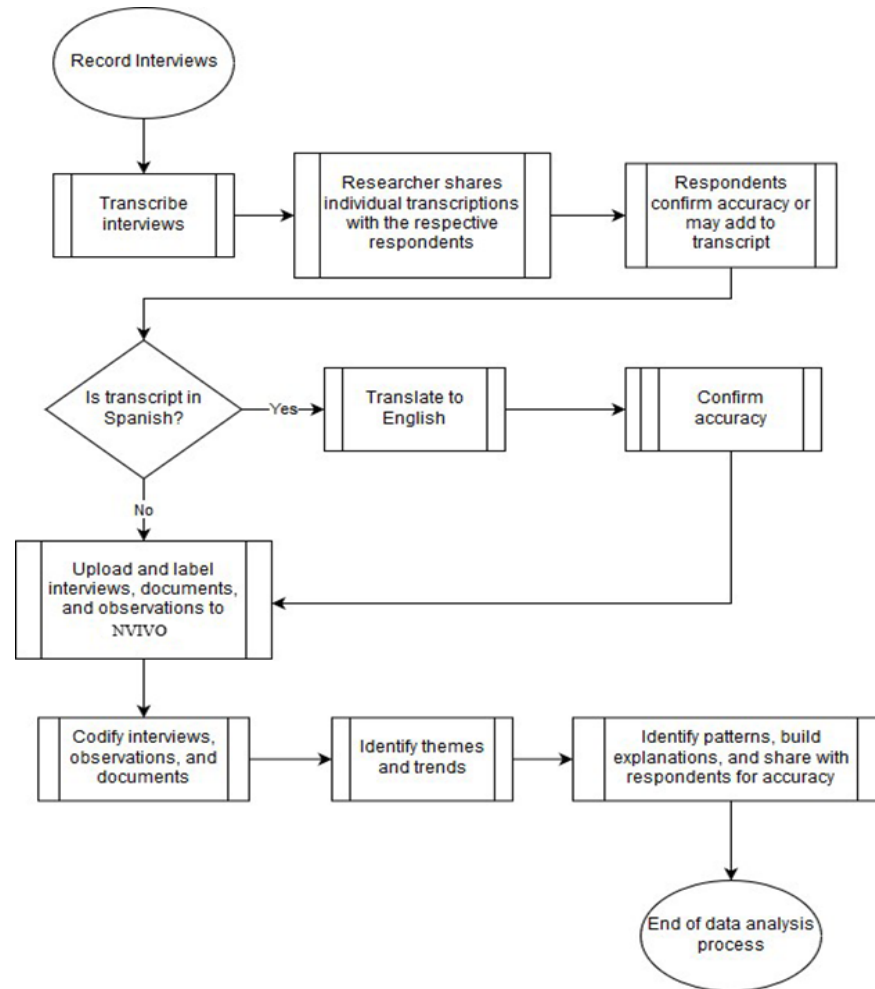 Record Interviews
Transcribe
interviews
Researcher shares
individual transcriptions
with the respective
respondents
Respondents
confirm accuracy or
may add to
transcript
Is transcript in
Spanish?
Yes
Translate to
English
Confirm
accuracy
No
Upload and label
interviews, documents,
and observations to
NVIVO
Codify interviews,
observations, and
documents
Identify themes
and trends
Identify patterns, build
explanations, and share with
respondents for accuracy
End of data analysis
process